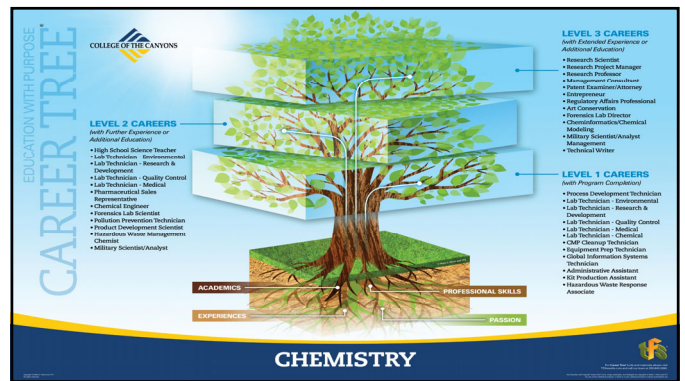 EDUCATION WITH PURPOSE
CAREER TREE
COLLEGE OF THE CANYONS
LEVEL 2 CAREERS
(with Further Experience or
Additional Education)
• High School Science Teacher
• Lab Technician - Environmental
• Lab Technician - Research &
Development
• Lab Technician - Quality Control
• Lab Technician - Medical
• Pharmaceutical Sales
Representative
• Chemical Engineer
• Forensics Lab Scientist
• Pollution Prevention Technician
• Product Development Scientist
• Hazardous Waste Management
Chemist
• Military Scientist/Analyst
LEVEL 3 CAREERS
(with Extended Experience or
Additional Education)
• Research Scientist
• Research Project Manager
• Research Professor
• Management Consultant
• Patent Examiner/Attorney
• Entrepreneur
• Regulatory Affairs Professional
• Art Conservation
• Forensics Lab Director
• Cheminformatics/Chemical
Modeling
• Military Scientist/Analyst
Management
• Technical Writer
LEVEL 1 CAREERS
(with Program Completion)
• Process Development Technician
• Lab Technician - Environmental
• Lab Technician - Research &
Development
• Lab Technician - Quality Control
• Lab Technician - Medical
• Lab Technician - Chemical
• CMP Cleanup Technician
• Equipment Prep Technician
• Global Information Systems
Technician
• Administrative Assistant
• Kit Production Assistant
• Hazardous Waste Response
Associate
ACADEMICS
PROFESSIONAL SKILLS
EXPERIENCES
PASSION
CHEMISTRY
tfs